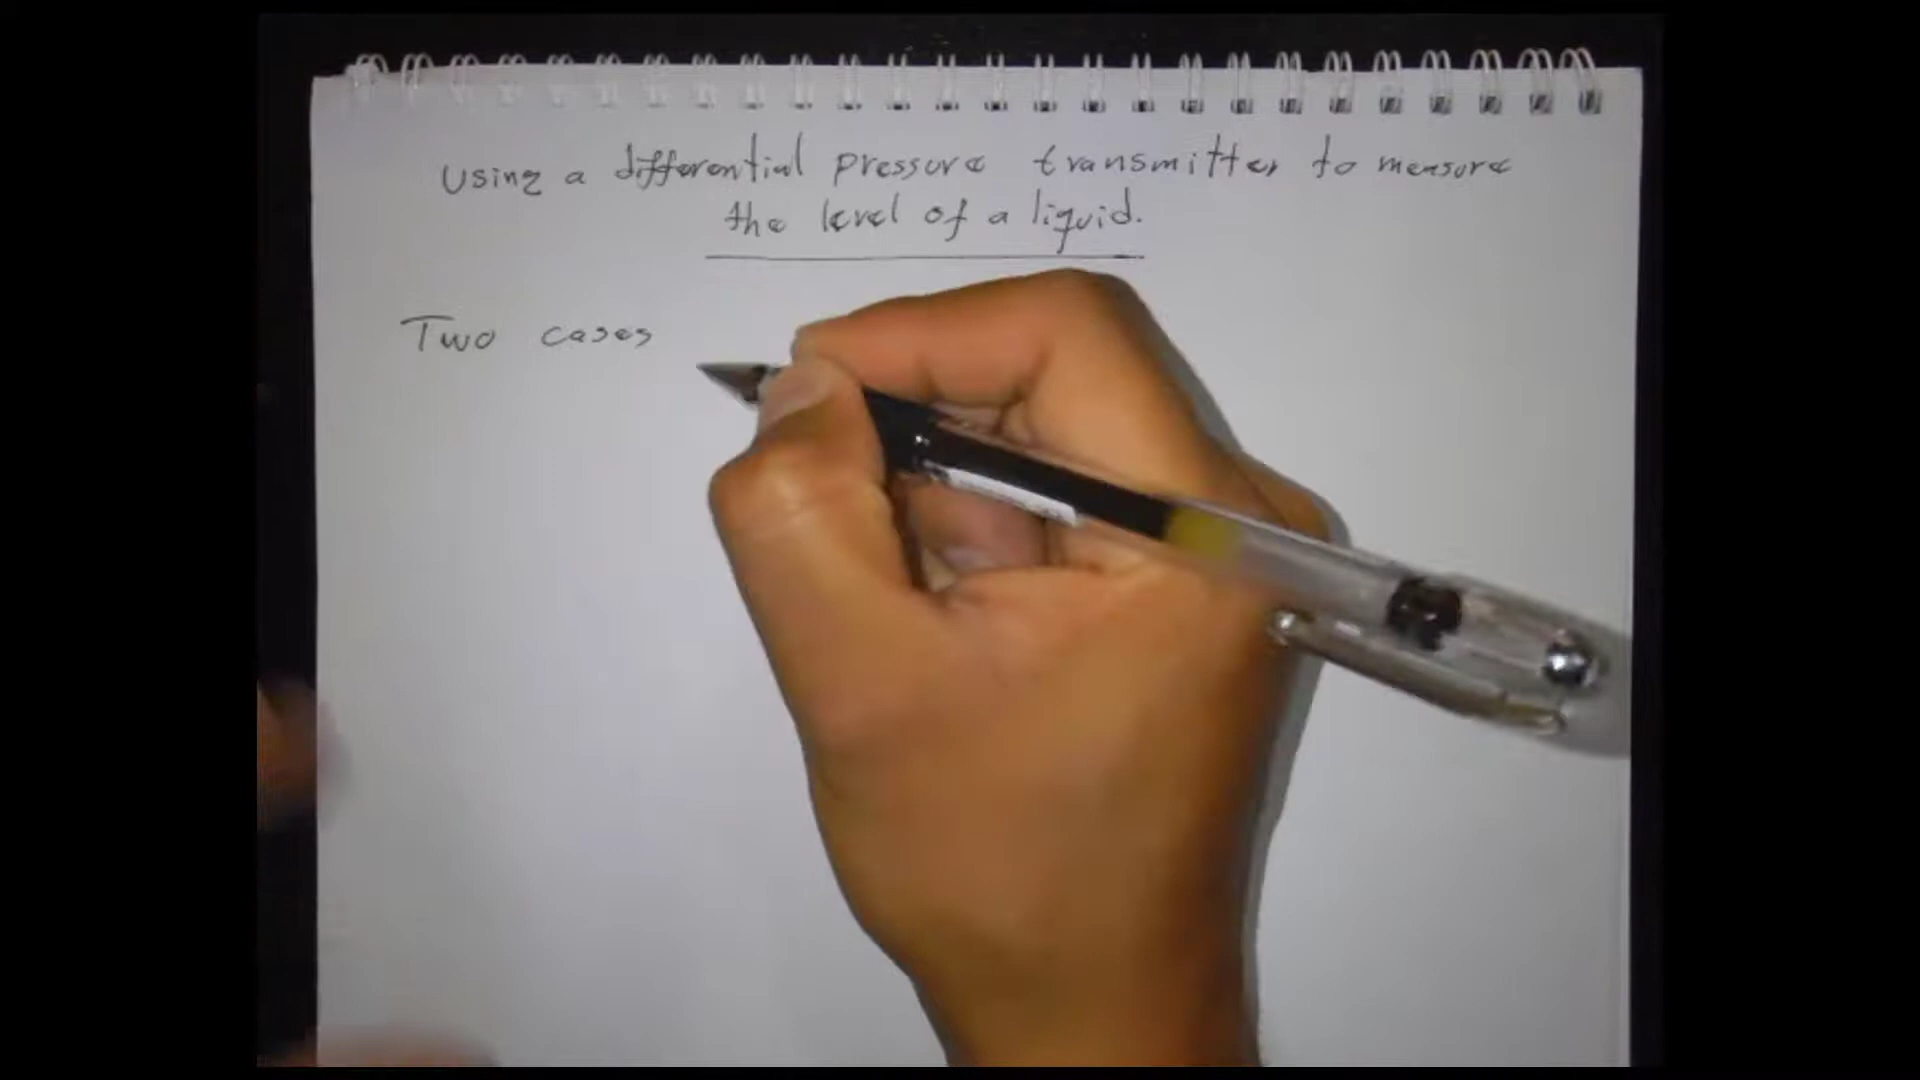 Using a differential pressure transmitter to measure
the level of a liquid.
Two cases